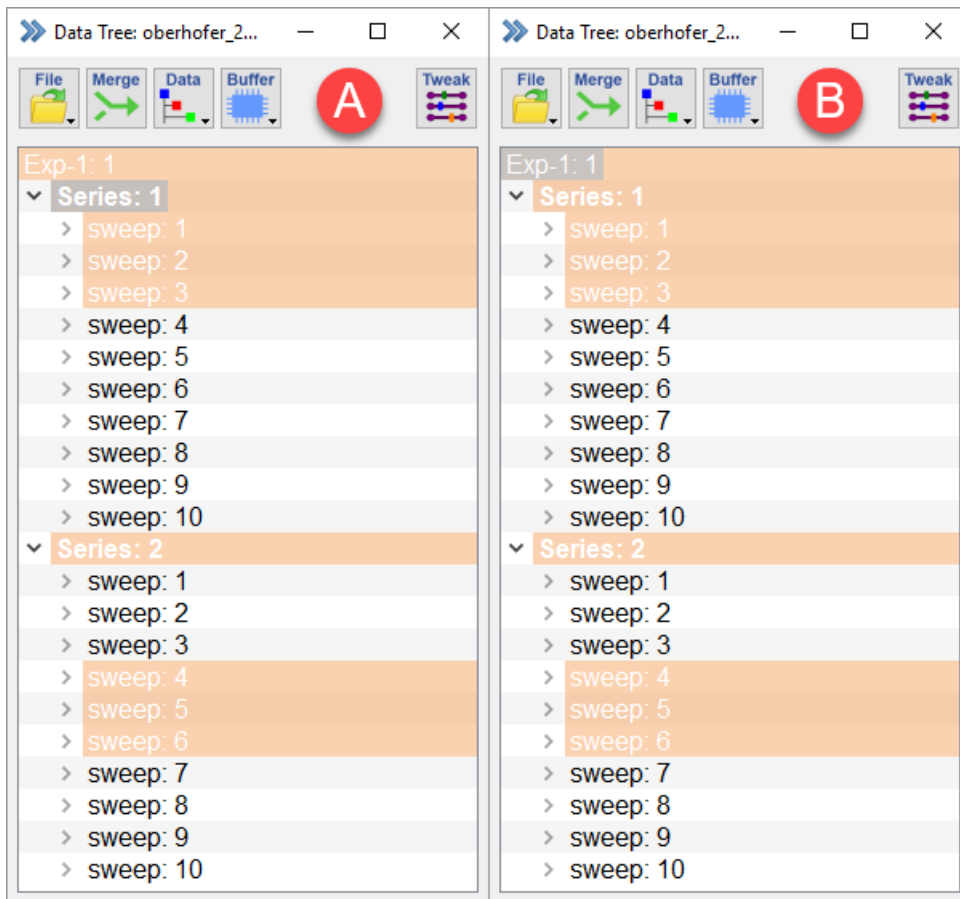 Data Tree: oberhofer_2...
File Merge Data Buffer A Tweak
Exp-1: 1
Series: 1
sweep: 1
sweep: 2
sweep: 3
sweep: 4
sweep: 5
sweep: 6
sweep: 7
sweep: 8
sweep: 9
sweep: 10
Series: 2
sweep: 1
sweep: 2
sweep: 3
sweep: 4
sweep: 5
sweep: 6
sweep: 7
sweep: 8
sweep: 9
sweep: 10
Data Tree: oberhofer_2...
File Merge Data Buffer B Tweak
Exp-1: 1
Series: 1
sweep: 1
sweep: 2
sweep: 3
sweep: 4
sweep: 5
sweep: 6
sweep: 7
sweep: 8
sweep: 9
sweep: 10
Series: 2
sweep: 1
sweep: 2
sweep: 3
sweep: 4
sweep: 5
sweep: 6
sweep: 7
sweep: 8
sweep: 9
sweep: 10